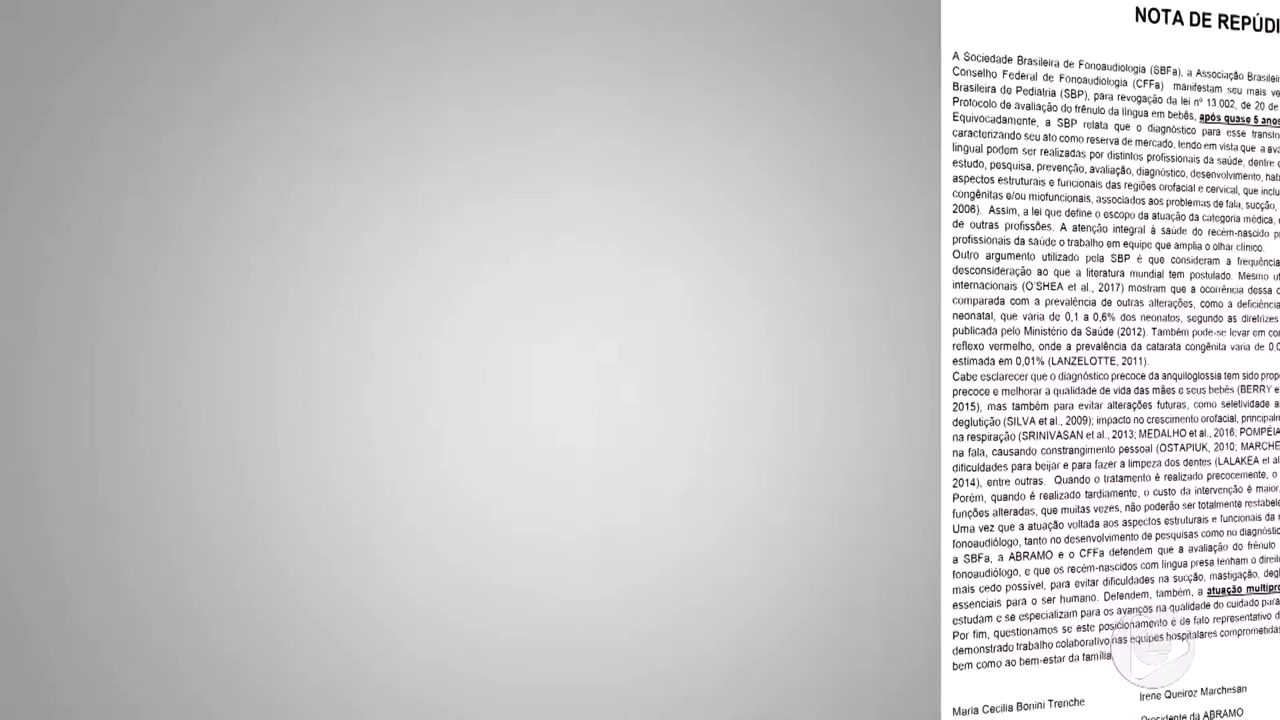 NOTA DE REPÚDI
A Sociedade Brasileira de Fonoaudiologia (SBFa), a Associação Brasilei
Conselho Federal de Fonoaudiologia (CFFa) manifestam seu mais ve
Brasileira de Pediatria (SBP), para revogação da lei nº 13.002, de 20 de
Protocolo de avaliação do frênulo da língua em bebês, após quase 5 anos
Equivocadamente, a SBP relata que o diagnóstico para esse transto
caracterizando seu ato como reserva de mercado, tendo em vista que a ava
lingual podem ser realizadas por distintos profissionais da saúde, dentre
estudo, pesquisa, prevenção, avaliação, diagnóstico, desenvolvimento, hab
aspectos estruturais e funcionais das regiões orofacial e cervical, que inclu
congênitas e/ou miofuncionais, associados aos problemas de fala, sucção,
2006). Assim, a lei que define o escopo da atuação da categoria médica,
de outras profissões. A atenção integral à saúde do recém-nascido p
profissionais da saúde o trabalho em equipe que amplia o olhar clínico.
Outro argumento utilizado pela SBP é que consideram a frequência
desconsideração ao que a literatura mundial tem postulado. Mesmo ut
internacionais (O'SHEA et al., 2017) mostram que a ocorrência dessa
comparada com a prevalência de outras alterações, como a deficiência
neonatal, que varia de 0,1 a 0,6% dos neonatos, segundo as diretrizes
publicada pelo Ministério da Saúde (2012). Também pode-se levar em co
reflexo vermelho, onde a prevalência da catarata congênita varia de 0,0
estimada em 0,01% (LANZELOTTE, 2011).
Cabe esclarecer que o diagnóstico precoce da anquiloglossia tem sido prop
precoce e melhorar a qualidade de vida das mães e seus bebês (BERRY e
2015), mas também para evitar alterações futuras, como seletividade a
deglutição (SILVA et al., 2009); impacto no crescimento orofacial, principalm
na respiração (SRINIVASAN et al., 2013; MEDALHO et al., 2016; POMPÉIA
na fala, causando constrangimento pessoal (OSTAPIUK, 2010; MARCHE
dificuldades para beijar e para fazer a limpeza dos dentes (LALAKEA et al
2014), entre outras. Quando o tratamento é realizado precocemente, o
Porém, quando é realizado tardiamente, o custo da intervenção é maior,
funções alteradas, que muitas vezes, não poderão ser totalmente restabele
Uma vez que a atuação voltada aos aspectos estruturais e funcionais da
fonoaudiólogo, tanto no desenvolvimento de pesquisas como no diagnóstic
a SBFa, a ABRAMO e o CFFa defendem que a avaliação do frênulo
fonoaudiólogo, e que os recém-nascidos com língua presa tenham o direit
mais cedo possível, para evitar dificuldades na sucção, mastigação, deg
essenciais para o ser humano. Defendem, também, a atuação multipro
estudam e se especializam para os avanços na qualidade do cuidado para
Por fim, questionamos se este posicionamento é de fato representativo d
demonstrado trabalho colaborativo nas equipes hospitalares comprometidas
bem como ao bem-estar da família.
Maria Cecília Bonini Trenche
Irene Queiroz Marchesan
Presidente da ABRAMO